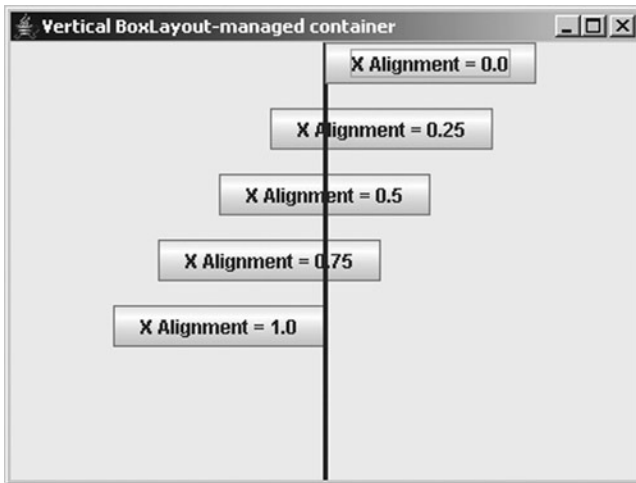 Vertical BoxLayout-managed container
X Alignment = 0.0
X Alignment = 0.25
X Alignment = 0.5
X Alignment = 0.75
X Alignment = 1.0